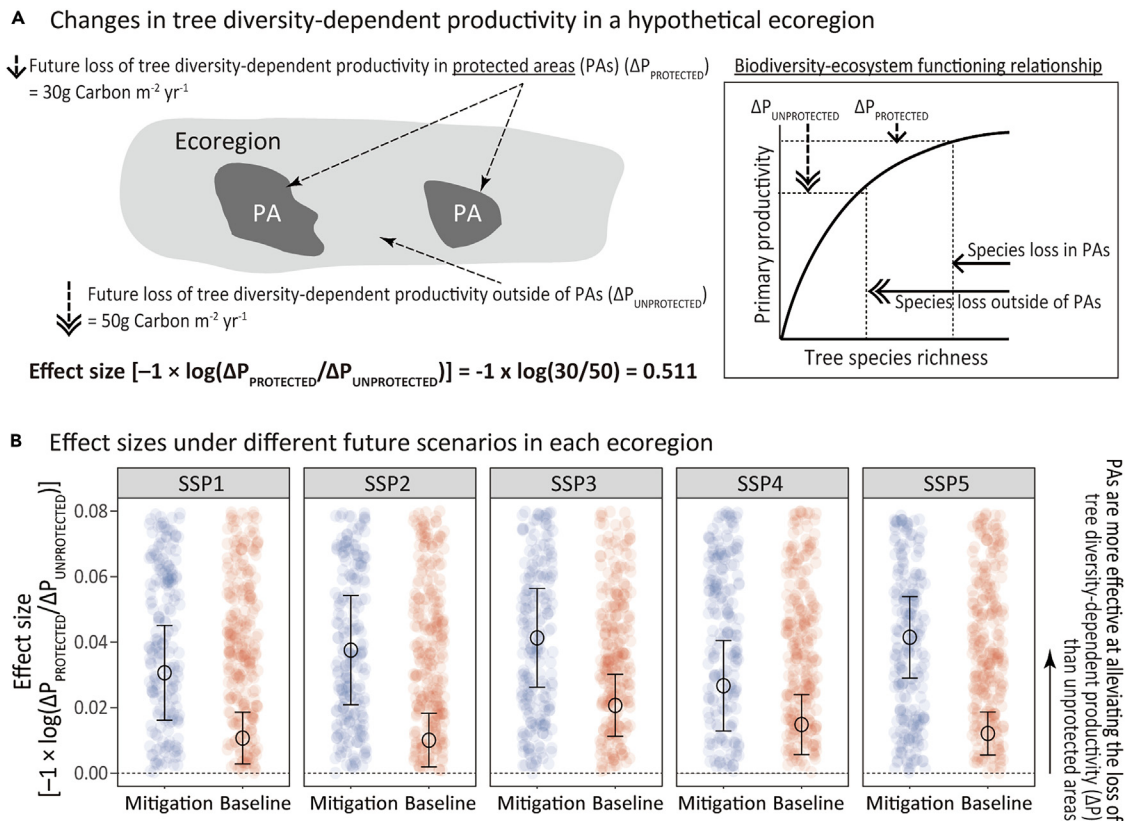 A Changes in tree diversity-dependent productivity in a hypothetical ecoregion
Future loss of tree diversity-dependent productivity in protected areas (PAs) (ΔPPROTECTED)
= 30g Carbon m-2 yr-1
Ecoregion
PA
PA
Future loss of tree diversity-dependent productivity outside of PAs (ΔPUNPROTECTED)
= 50g Carbon m-2 yr-1
Effect size [−1 × log(ΔPPROTECTED/ΔPUNPROTECTED)] = -1 x log(30/50) = 0.511
Biodiversity-ecosystem functioning relationship
ΔPUNPROTECTED
ΔPPROTECTED
Primary productivity
Species loss in PAs
Species loss outside of PAs
Tree species richness
B Effect sizes under different future scenarios in each ecoregion
SSP1 SSP2 SSP3 SSP4 SSP5
Effect size
[−1 × log(ΔPPROTECTED/ΔPUNPROTECTED)]
0.08
0.06
0.04
0.02
0.00
Mitigation Baseline Mitigation Baseline Mitigation Baseline Mitigation Baseline Mitigation Baseline
PAs are more effective at alleviating the loss of
tree diversity-dependent productivity (ΔP)
than unprotected areas